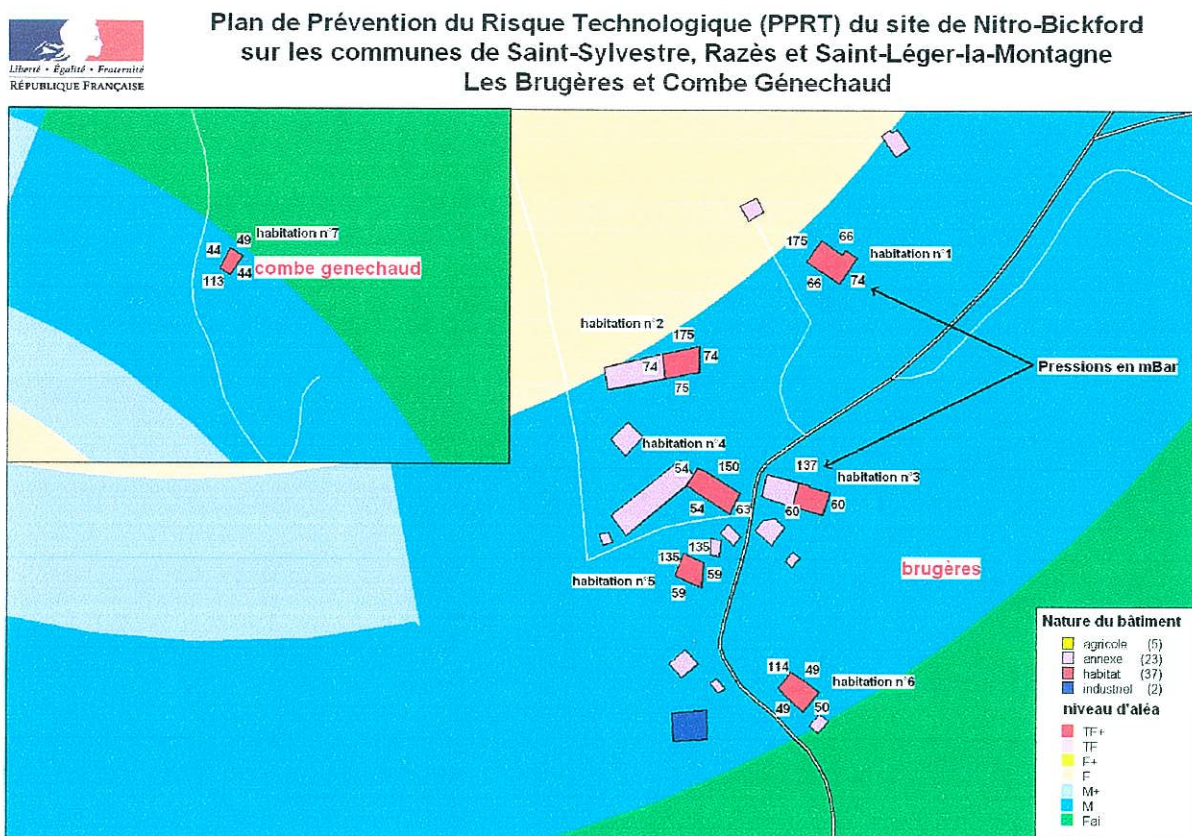 Plan de Prévention du Risque Technologique (PPRT) du site de Nitro-Bickford
sur les communes de Saint-Sylvestre, Razès et Saint-Léger-la-Montagne
Les Brugères et Combe Génechaud
Liberté • Égalité • Fraternité
RÉPUBLIQUE FRANÇAISE
habitation n°7
49
44
combe genechaud
113
44
175
66
habitation n°1
66
74
habitation n°2
175
74
74
75
Pressions en mBar
habitation n°4
54
150
54
63
137
habitation n°3
60
60
135
135
habitation n°5
59
59
brugères
114
49
habitation n°6
49
50
Nature du bâtiment
agricole (5)
annexe (23)
habitat (37)
industriel (2)
niveau d'aléa
TF+
TF
F+
F
M+
M
Fai